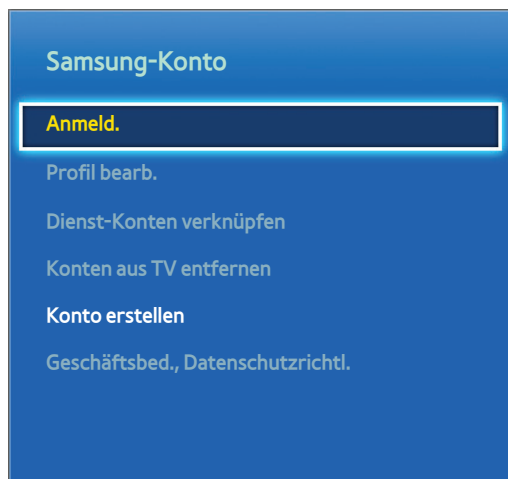 Samsung-Konto
Anmeld.
Profil bearb.
Dienst-Konten verknüpfen
Konten aus TV entfernen
Konto erstellen
Geschäftsbed., Datenschutzrichtl.